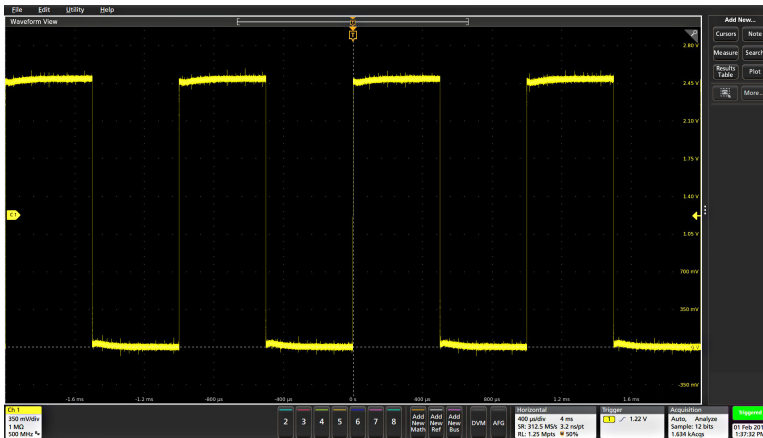 File Edit Utility Help
Waveform View
Add New...
Cursors Note
Measure Search
Results Table Plot
More...
T
2.80 V
2.45 V
2.10 V
1.75 V
1.40 V
C1
1.05 V
700 mV
350 mV
0 V
-350 mV
-1.6 ms -1.2 ms -800 µs -400 µs 0 s 400 µs 800 µs 1.2 ms 1.6 ms
Ch 1
350 mV/div
1 MΩ
500 MHz
2 3 4 5 6 7 8
Add New Math
Add New Ref
Add New Bus
DVM AFG
Horizontal
400 µs/div 4 ms
SR: 312.5 MS/s 3.2 ns/pt
RL: 1.25 Mpts 50%
Trigger
1 1.22 V
Acquisition
Auto, Analyze
Sample: 12 bits
1.634 kAcqs
Triggered
01 Feb 201
1:37:32 P